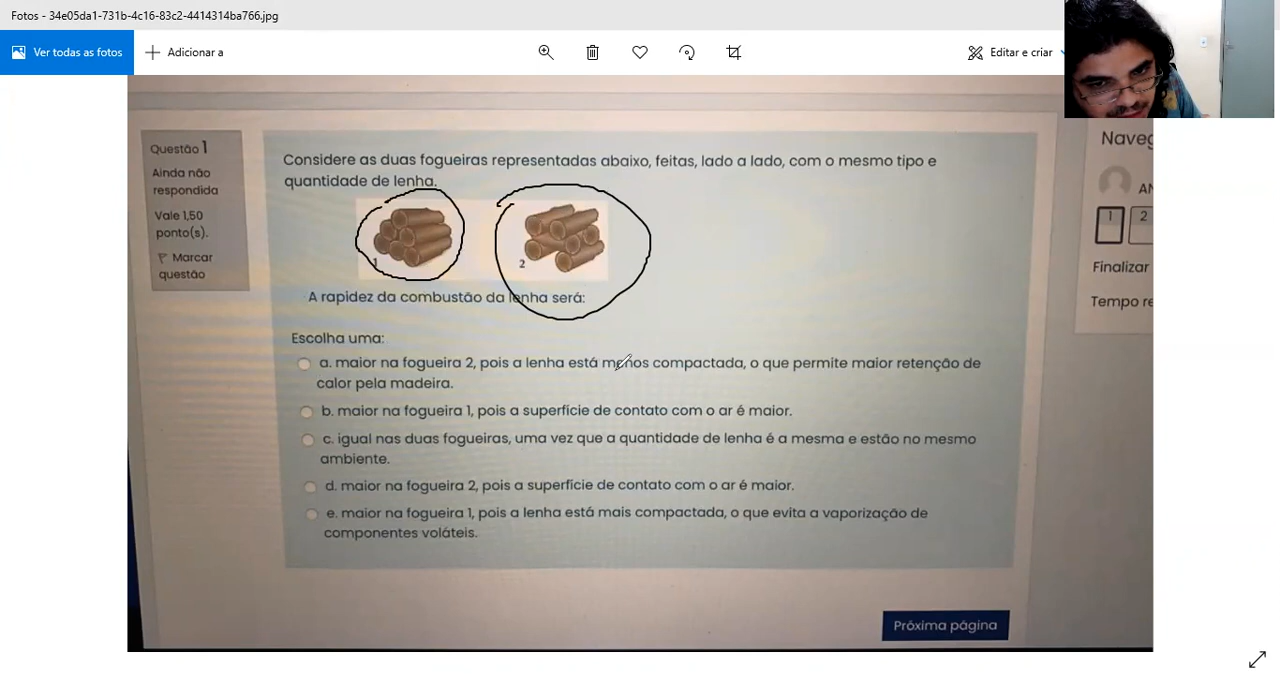 Fotos - 34e05da1-731b-4c16-83c2-4414314ba766.jpg
Ver todas as fotos
Adicionar a
Editar e criar
Questão 1
Ainda não
respondida
Vale 1,50
ponto(s).
Marcar
questão
Considere as duas fogueiras representadas abaixo, feitas, lado a lado, com o mesmo tipo e
quantidade de lenha.
1
2
A rapidez da combustão da lenha será:
Escolha uma:
a. maior na fogueira 2, pois a lenha está menos compactada, o que permite maior retenção de
calor pela madeira.
b. maior na fogueira 1, pois a superfície de contato com o ar é maior.
c. igual nas duas fogueiras, uma vez que a quantidade de lenha é a mesma e estão no mesmo
ambiente.
d. maior na fogueira 2, pois a superfície de contato com o ar é maior.
e. maior na fogueira 1, pois a lenha está mais compactada, o que evita a vaporização de
componentes voláteis.
Próxima página
Naveg
AN
1 2
Finalizar
Tempo re